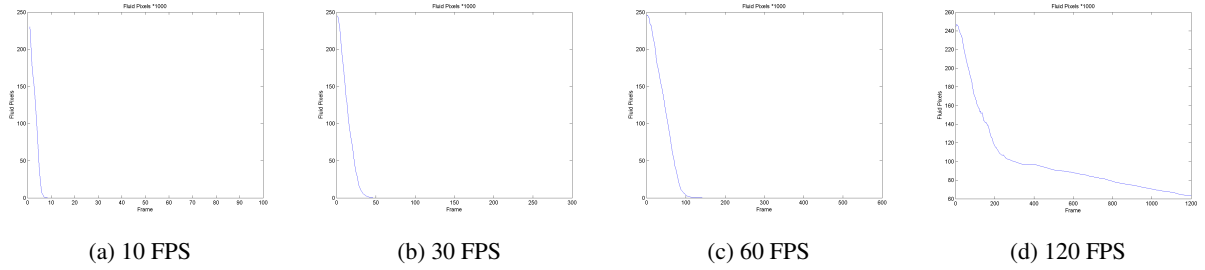 Fluid Pixels *1000
250
200
150
100
50
0
Fluid Pixels
0 10 20 30 40 50 60 70 80 90 100
Frame
(a) 10 FPS
Fluid Pixels *1000
250
200
150
100
50
0
Fluid Pixels
0 50 100 150 200 250 300
Frame
(b) 30 FPS
Fluid Pixels *1000
250
200
150
100
50
0
Fluid Pixels
0 100 200 300 400 500 600
Frame
(c) 60 FPS
Fluid Pixels *1000
260
240
220
200
180
160
140
120
100
80
60
Fluid Pixels
0 200 400 600 800 1000 1200
Frame
(d) 120 FPS